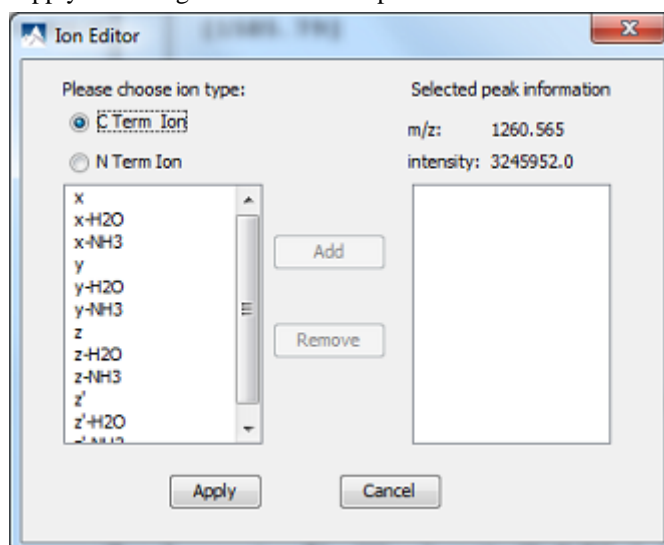 Ion Editor
Please choose ion type:
C Term Ion
N Term Ion
x
x-H2O
x-NH3
y
y-H2O
y-NH3
z
z-H2O
z-NH3
z'
z'-H2O
z'-NH3
Add
Remove
Selected peak information
m/z: 1260.565
intensity: 3245952.0
Apply
Cancel